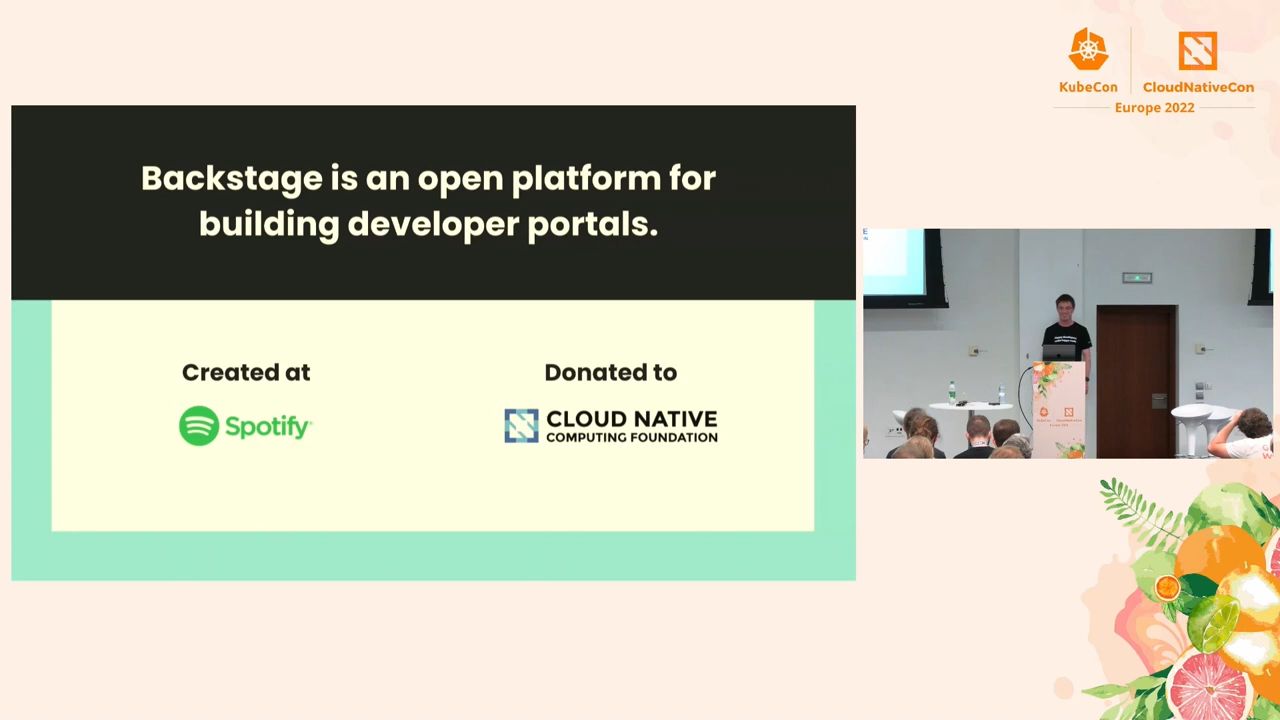 KubeCon
CloudNativeCon
Europe 2022
Backstage is an open platform for
building developer portals.
Created at
Spotify
Donated to
CLOUD NATIVE
COMPUTING FOUNDATION